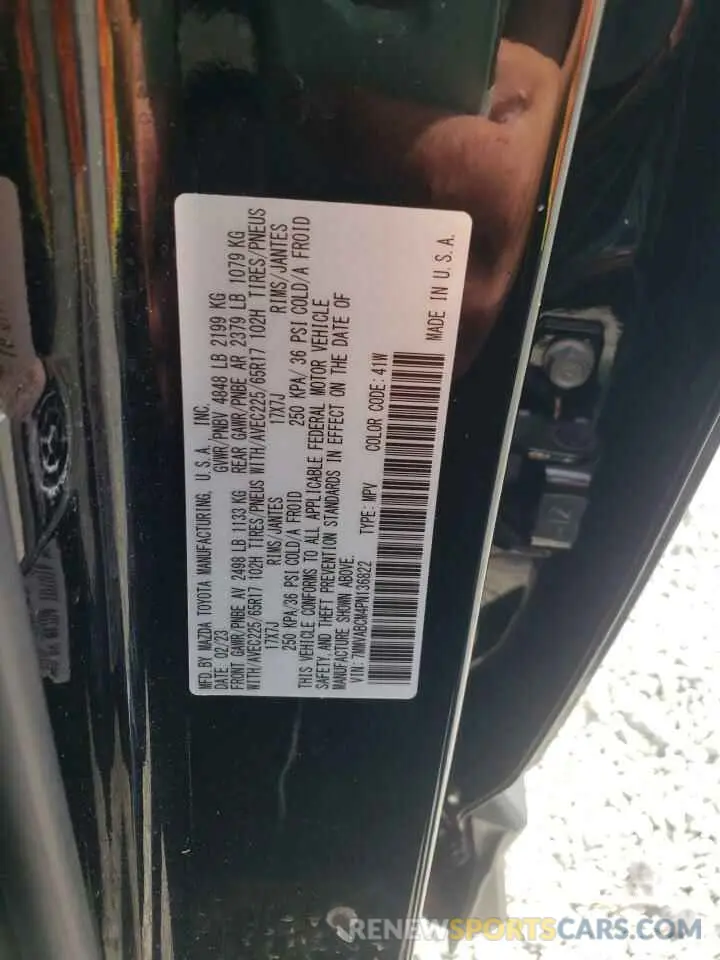 MFD.BY MAZDA TOYOTA MANUFACTURING, U.S.A., INC.
DATE: 02/23 GVWR/PNBV 4848 LB 2199 KG
FRONT GAWR/PNBE AV 2498 LB 1133 KG REAR GAWR/PNBE AR 2379 LB 1079 KG
WITH/AVEC225/65R17 102H TIRES/PNEUS WITH/AVEC225/65R17 102H TIRES/PNEUS
17X7J RIMS/JANTES 17X7J RIMS/JANTES
250 KPA/36 PSI COLD/A FROID 250 KPA/ 36 PSI COLD/A FROID
THIS VEHICLE CONFORMS TO ALL APPLICABLE FEDERAL MOTOR VEHICLE
SAFETY AND THEFT PREVENTION STANDARDS IN EFFECT ON THE DATE OF
MANUFACTURE SHOWN ABOVE.
VIN: 7MMVABCM4PN136822 TYPE: MPV COLOR CODE: 41W
MADE IN U.S.A.
RENEWSPORTSCARS.COM